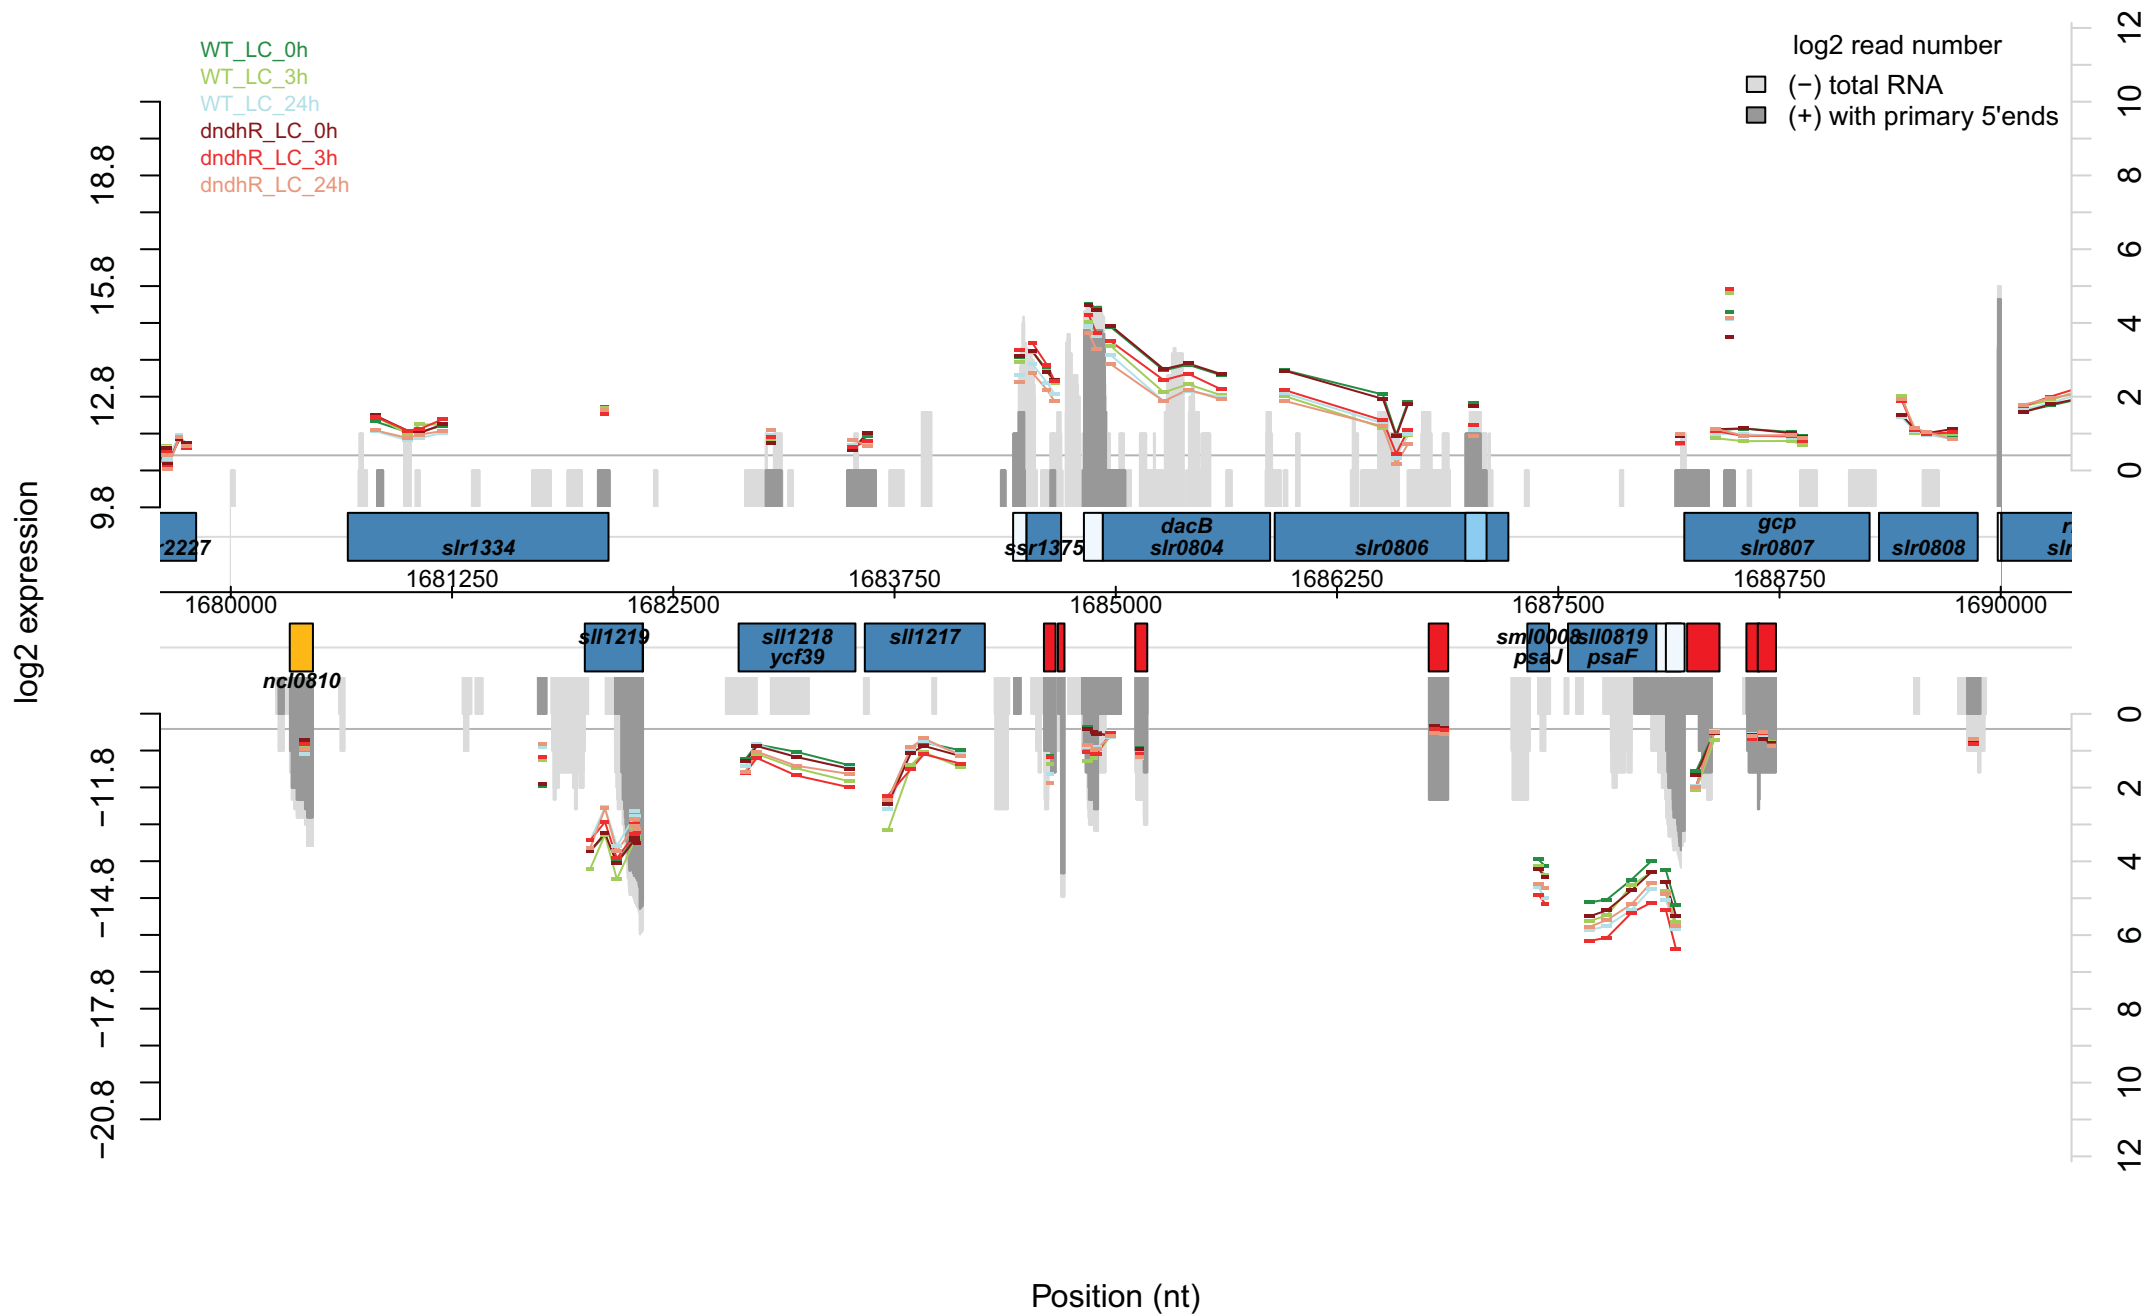 WT_LC_0h
WT_LC_3h
WT_LC_24h
dndhR_LC_0h
dndhR_LC_3h
dndhR_LC_24h
log2 read number
(−) total RNA
(+) with primary 5'ends
log2 expression
18.8
15.8
12.8
9.8
12
10
8
6
4
2
0
r2227
slr1334
ssr1375
dacB
slr0804
slr0806
gcp
slr0807
slr0808
slr
1681250
1683750
1686250
1688750
1680000
1682500
1685000
1687500
1690000
ncl0810
sll1219
sll1218
ycf39
sll1217
sml0008
psaJ
sll0819
psaF
−11.8
−14.8
−17.8
−20.8
0
2
4
6
8
10
12
Position (nt)